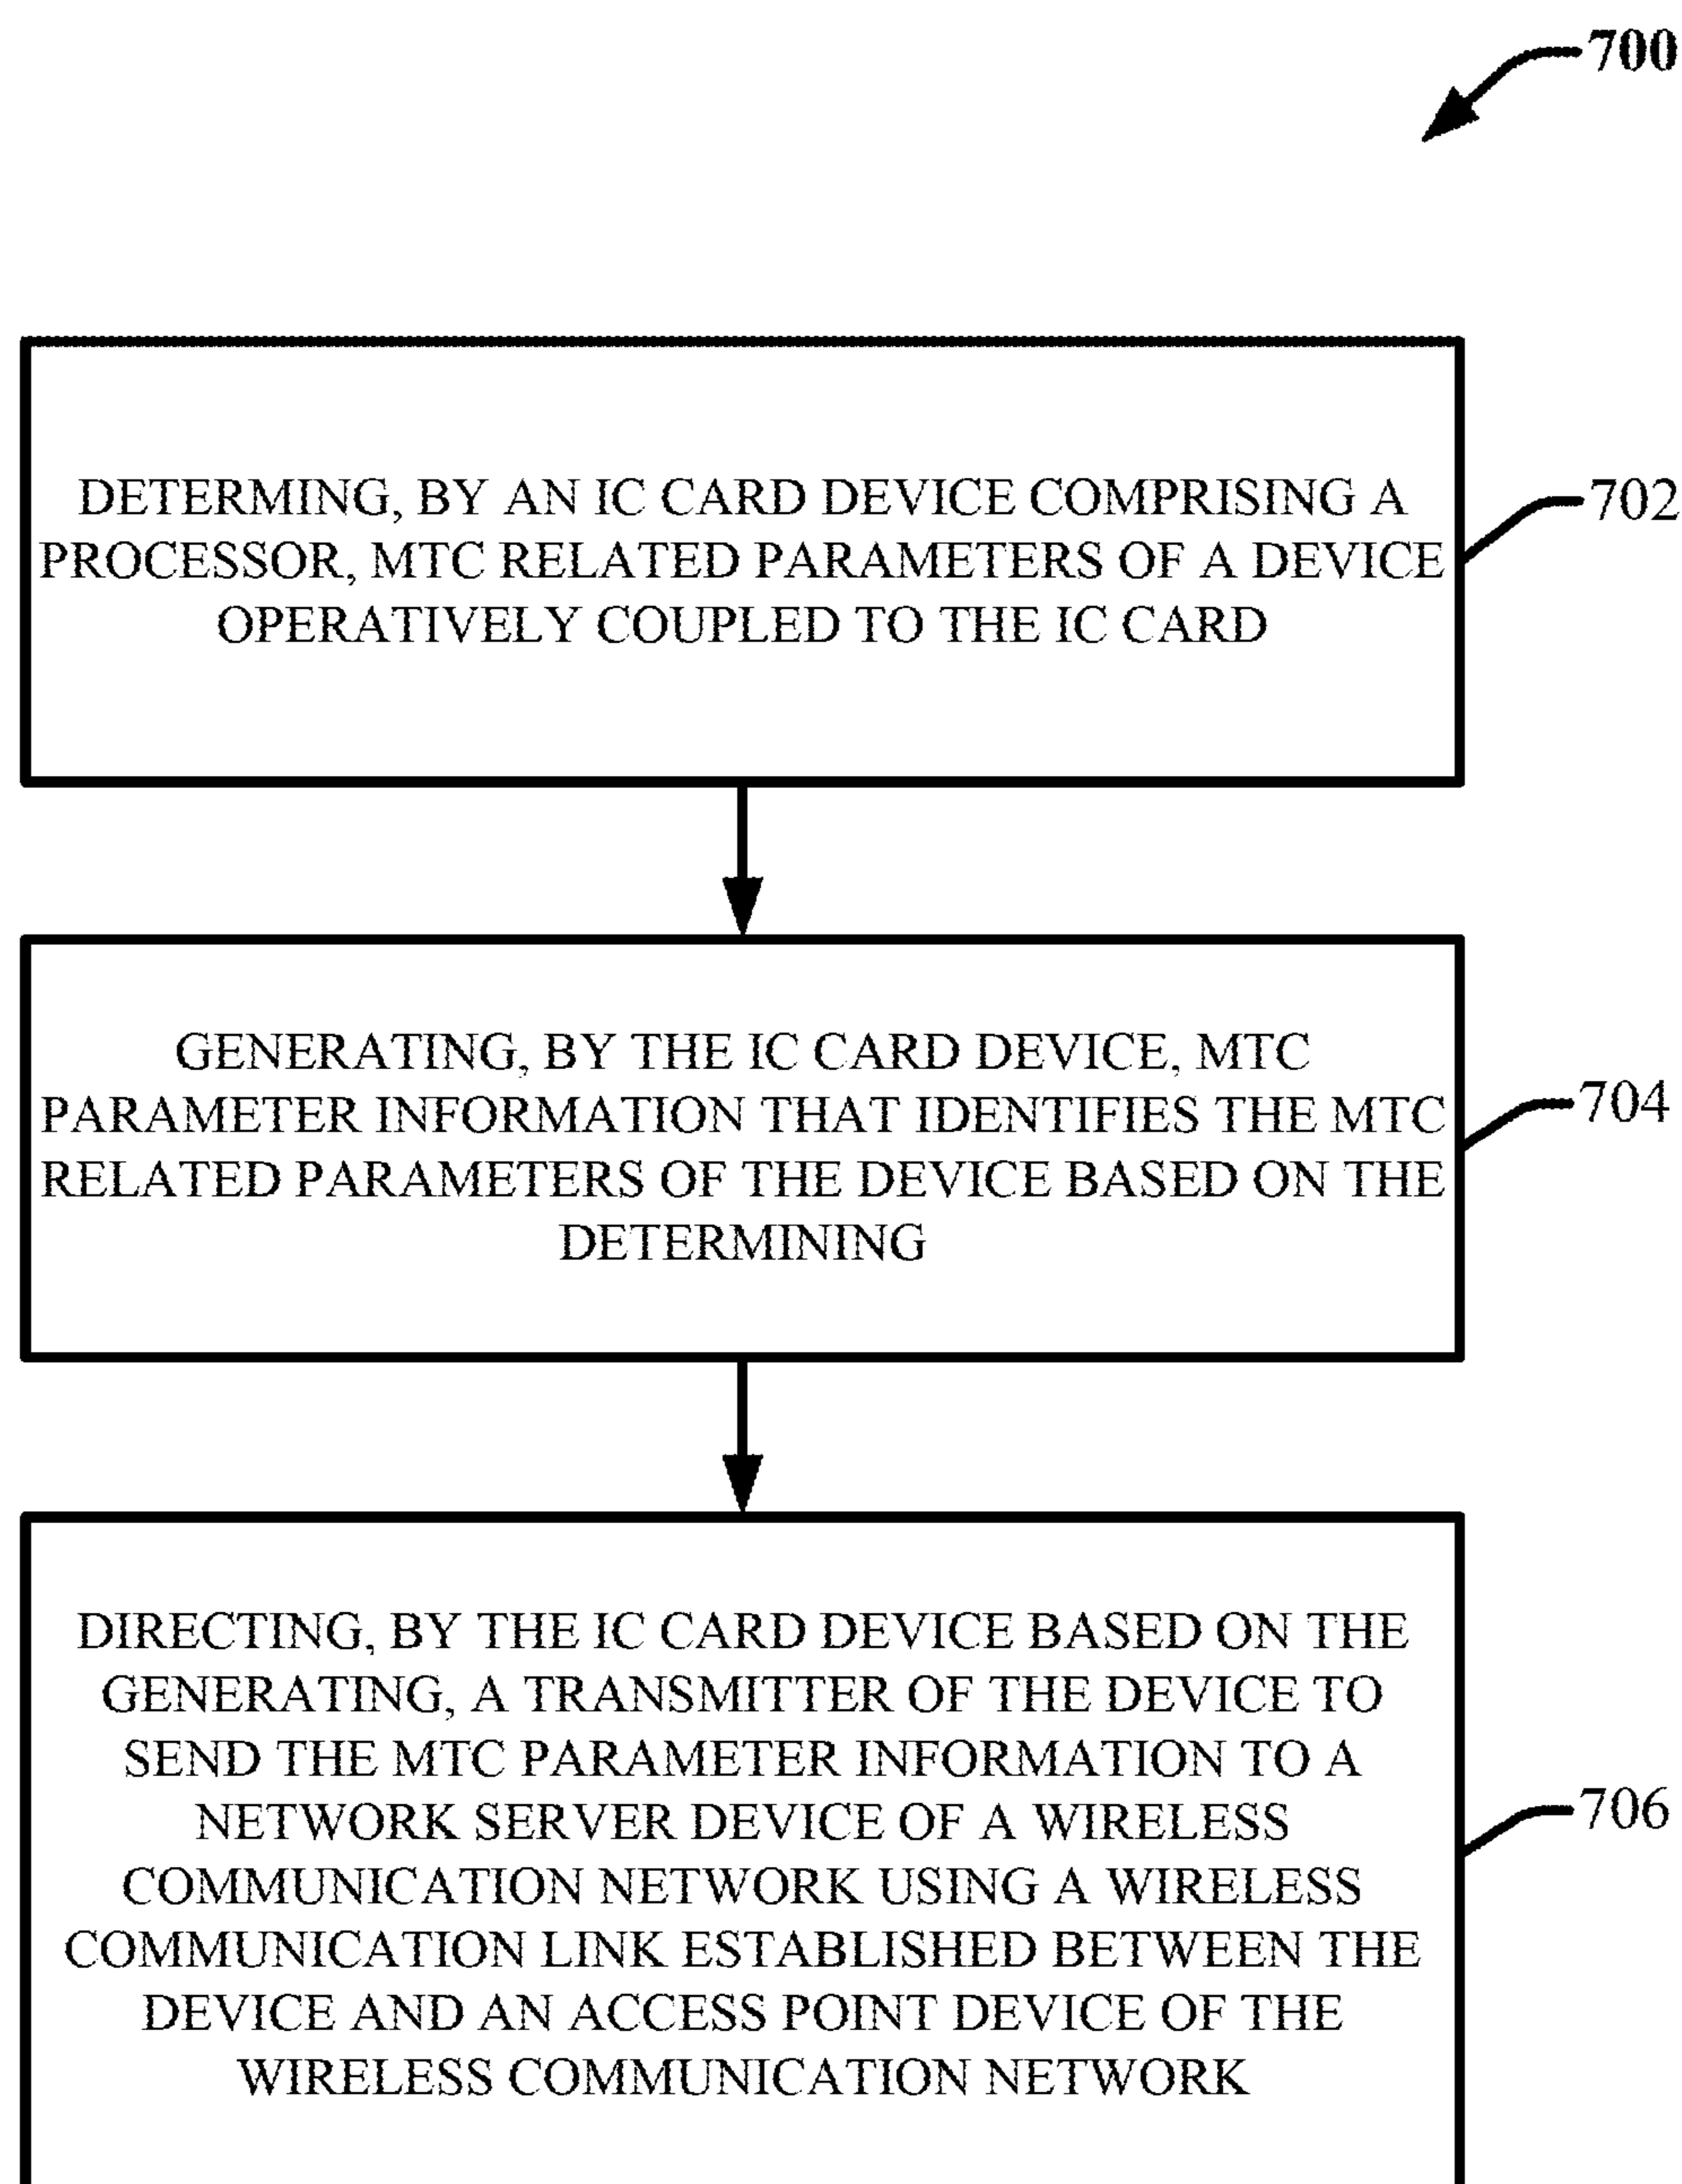 700
DETERMING, BY AN IC CARD DEVICE COMPRISING A
PROCESSOR, MTC RELATED PARAMETERS OF A DEVICE
OPERATIVELY COUPLED TO THE IC CARD
702
GENERATING, BY THE IC CARD DEVICE, MTC
PARAMETER INFORMATION THAT IDENTIFIES THE MTC
RELATED PARAMETERS OF THE DEVICE BASED ON THE
DETERMINING
704
DIRECTING, BY THE IC CARD DEVICE BASED ON THE
GENERATING, A TRANSMITTER OF THE DEVICE TO
SEND THE MTC PARAMETER INFORMATION TO A
NETWORK SERVER DEVICE OF A WIRELESS
COMMUNICATION NETWORK USING A WIRELESS
COMMUNICATION LINK ESTABLISHED BETWEEN THE
DEVICE AND AN ACCESS POINT DEVICE OF THE
WIRELESS COMMUNICATION NETWORK
706